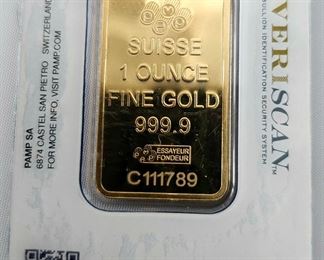 SUISSE
1 OUNCE
FINE GOLD
999.9
ESSAYEUR
FONDEUR
C111789
PAMP SA
6874 CASTEL SAN PIETRO - SWITZERLAND
FOR MORE INFO, VISIT PAMP.COM
VERISCAN™
BULLION IDENTIFICATION SECURITY SYSTEM